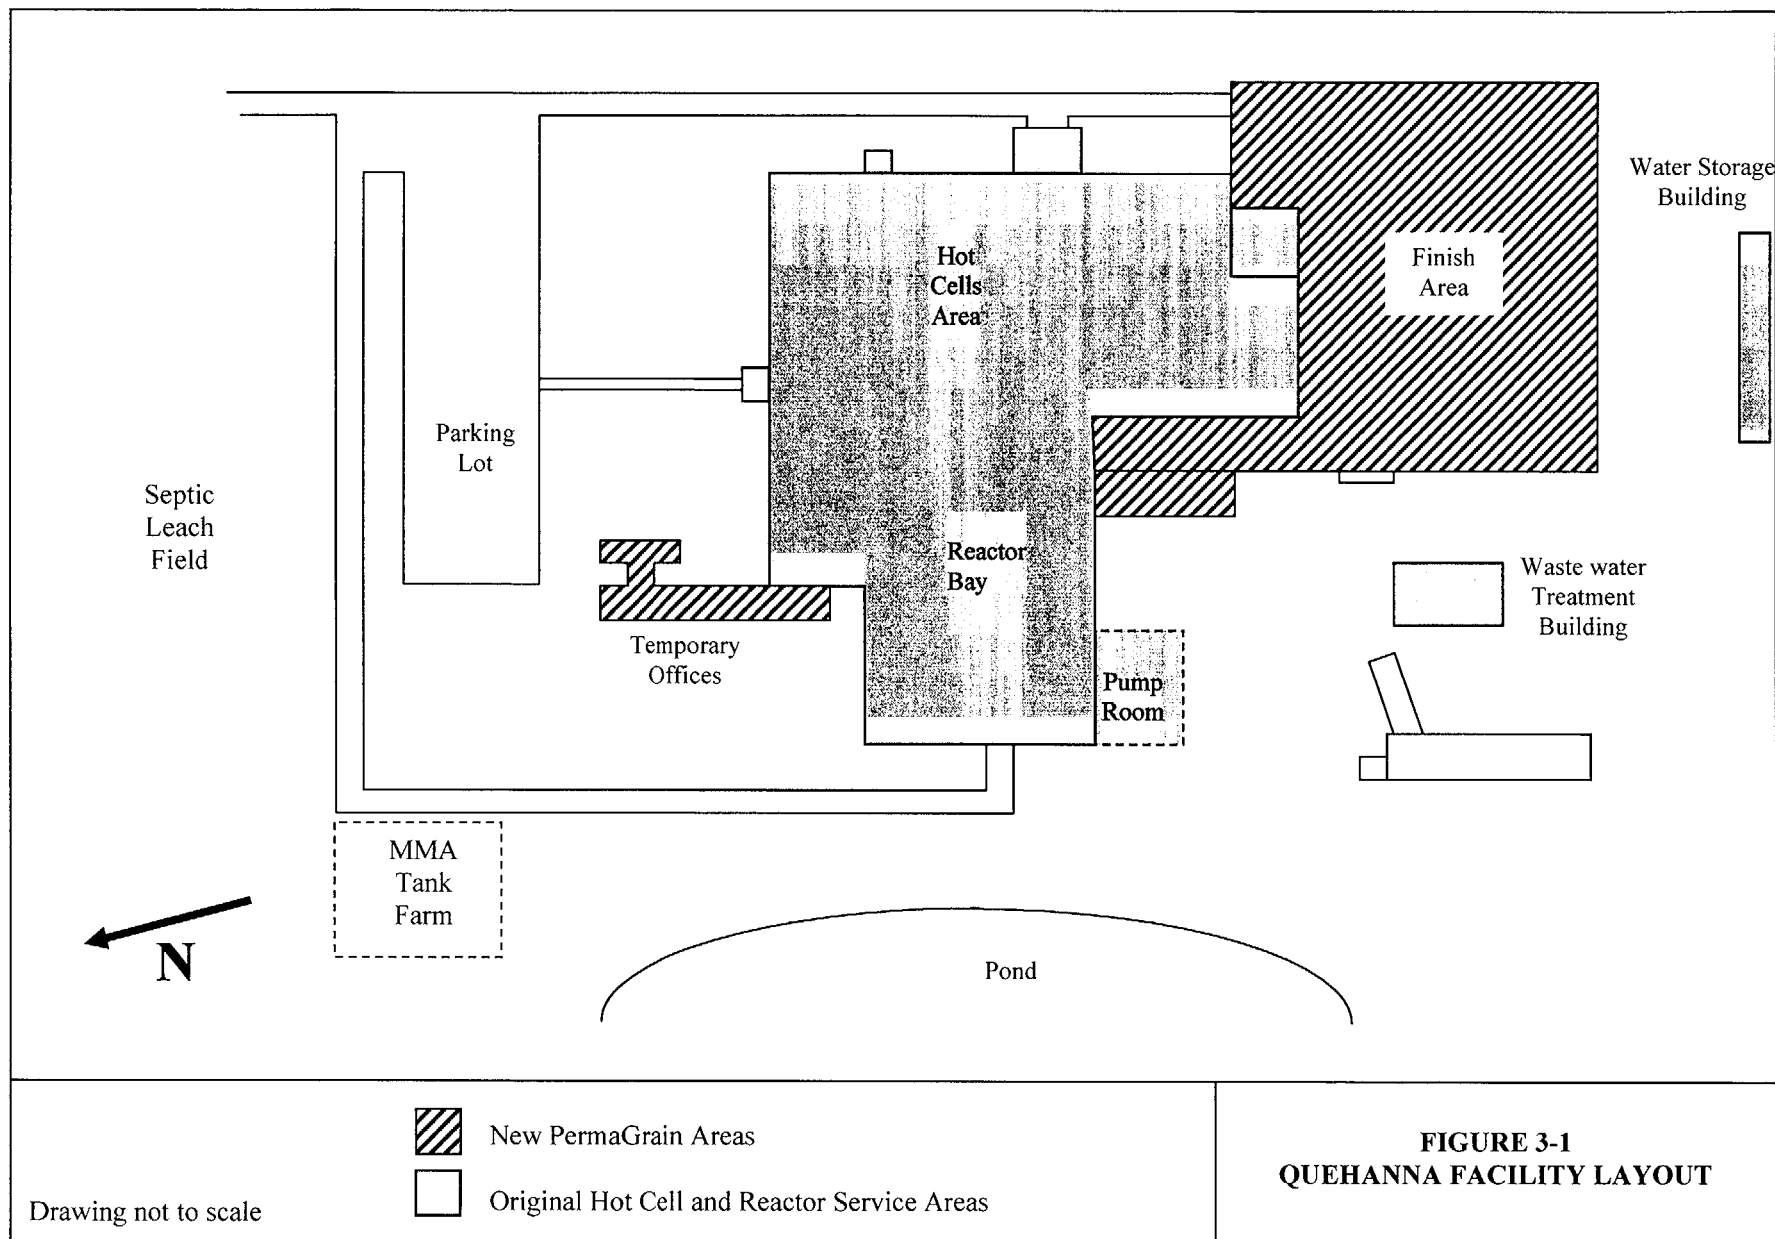 Water Storage
Building
Hot
Cells
Area
Finish
Area
Parking
Lot
Septic
Leach
Field
Reactor
Bay
Waste water
Treatment
Building
Temporary
Offices
Pump
Room
MMA
Tank
Farm
N
Pond
New PermaGrain Areas
Original Hot Cell and Reactor Service Areas
Drawing not to scale
FIGURE 3-1
QUEHANNA FACILITY LAYOUT